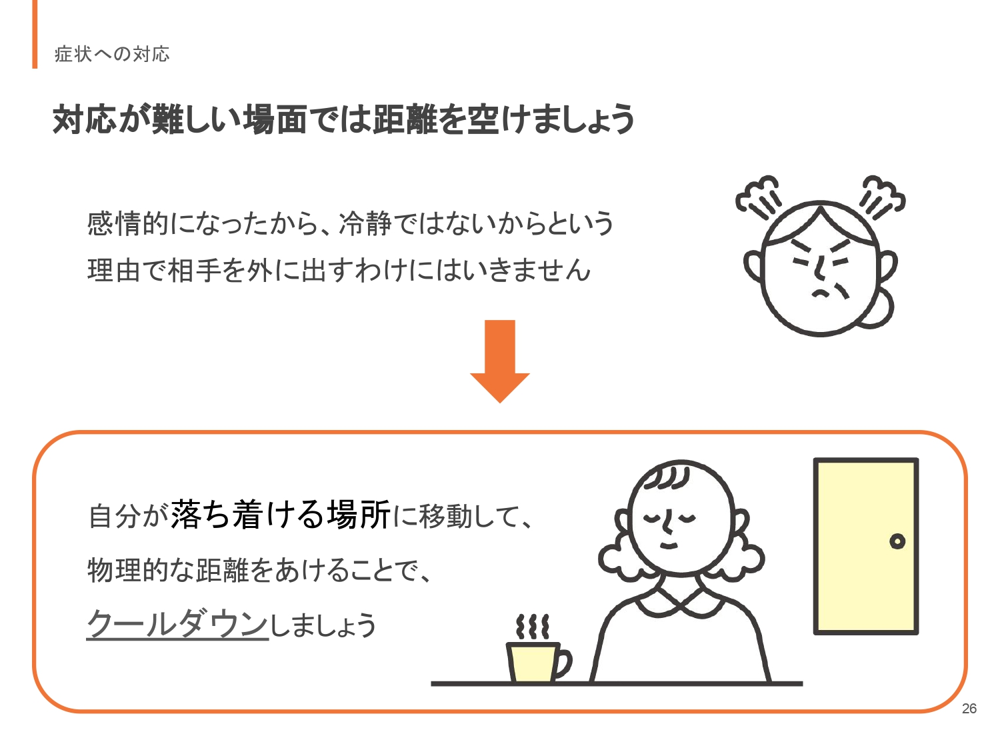 症状への対応
対応が難しい場面では距離を空けましょう
感情的になったから、冷静ではないからという
理由で相手を外に出すわけにはいきません
自分が落ち着ける場所に移動して、
物理的な距離をあけることで、
クールダウンしましょう
26